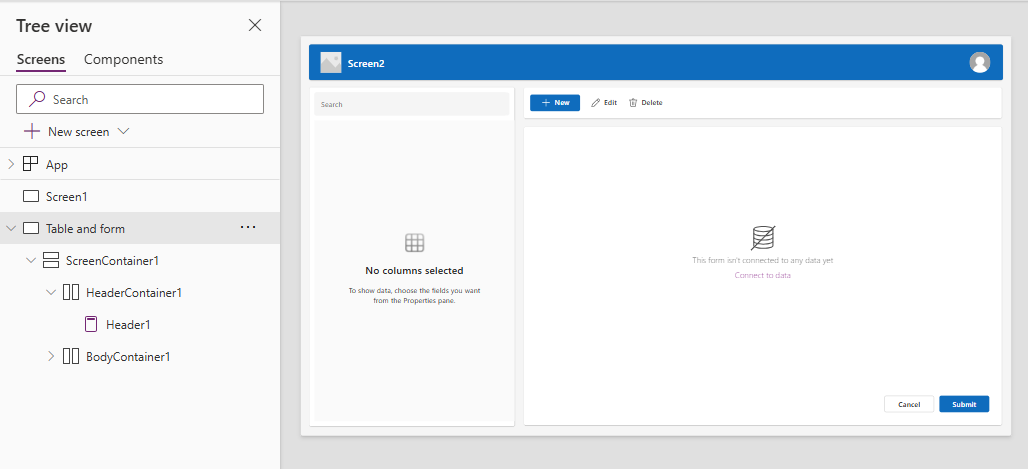 Tree view
Screens Components
Search
New screen
App
Screen1
Table and form
ScreenContainer1
HeaderContainer1
Header1
BodyContainer1
Screen2
Search
New Edit Delete
No columns selected
To show data, choose the fields you want
from the Properties pane.
This form isn't connected to any data yet
Connect to data
Cancel Submit